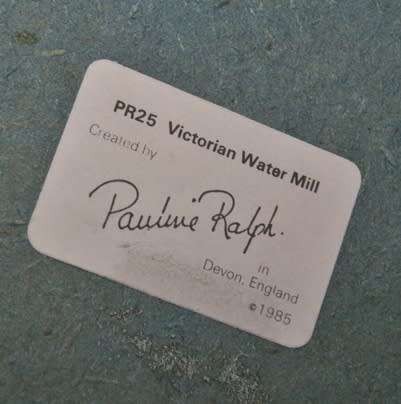 PR25 Victorian Water Mill
Created by
Pauline Ralph.
in
Devon, England
©1985